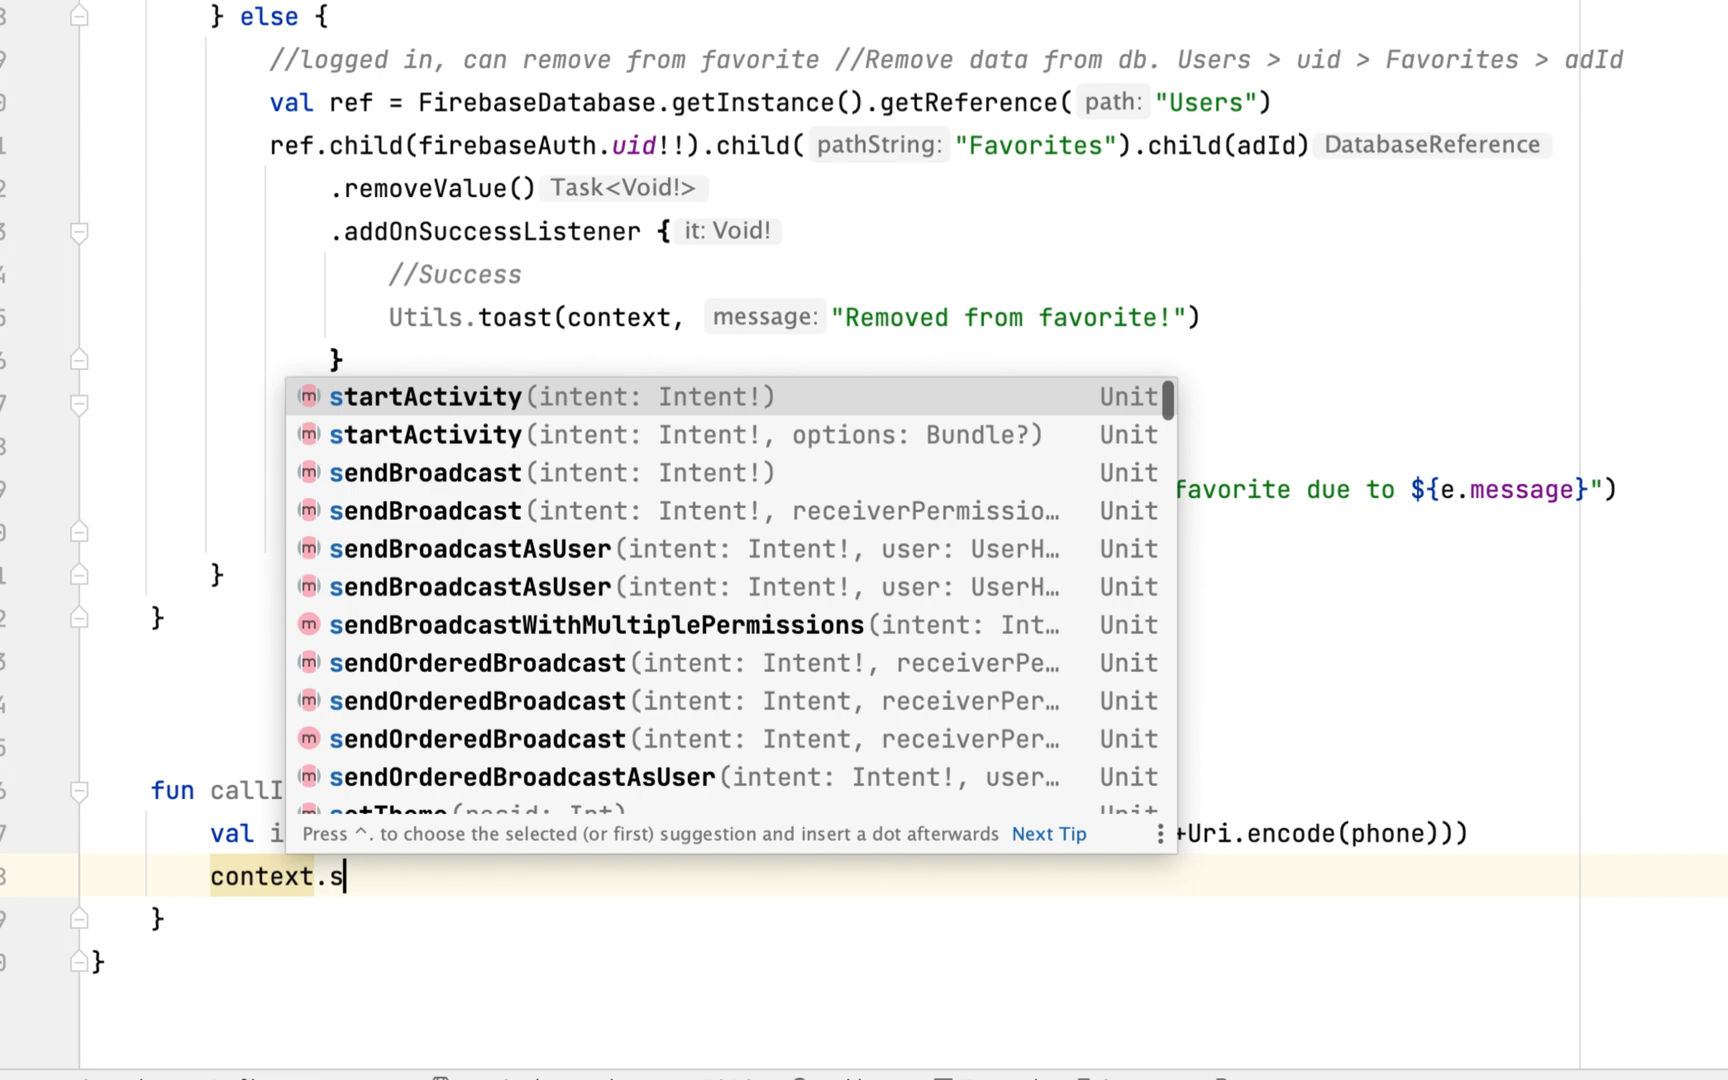 } else {
//logged in, can remove from favorite //Remove data from db. Users > uid > Favorites > adId
val ref = FirebaseDatabase.getInstance().getReference( path: "Users")
ref.child(firebaseAuth.uid!!).child( pathString: "Favorites").child(adId) DatabaseReference
.removeValue() Task<Void!>
.addOnSuccessListener { it: Void!
//Success
Utils.toast(context, message: "Removed from favorite!")
}
startActivity(intent: Intent!) Unit
startActivity(intent: Intent!, options: Bundle?) Unit
sendBroadcast(intent: Intent!) Unit
favorite due to ${e.message}")
sendBroadcast(intent: Intent!, receiverPermissio… Unit
sendBroadcastAsUser(intent: Intent!, user: UserH… Unit
}
sendBroadcastAsUser(intent: Intent!, user: UserH… Unit
}
sendBroadcastWithMultiplePermissions(intent: Int… Unit
sendOrderedBroadcast(intent: Intent!, receiverPe… Unit
sendOrderedBroadcast(intent: Intent, receiverPer… Unit
sendOrderedBroadcast(intent: Intent, receiverPer… Unit
sendOrderedBroadcastAsUser(intent: Intent!, user… Unit
setTheme(resid: Int) Unit
fun callI
val i
Press ^. to choose the selected (or first) suggestion and insert a dot afterwards Next Tip
+Uri.encode(phone)))
context.s
}
}